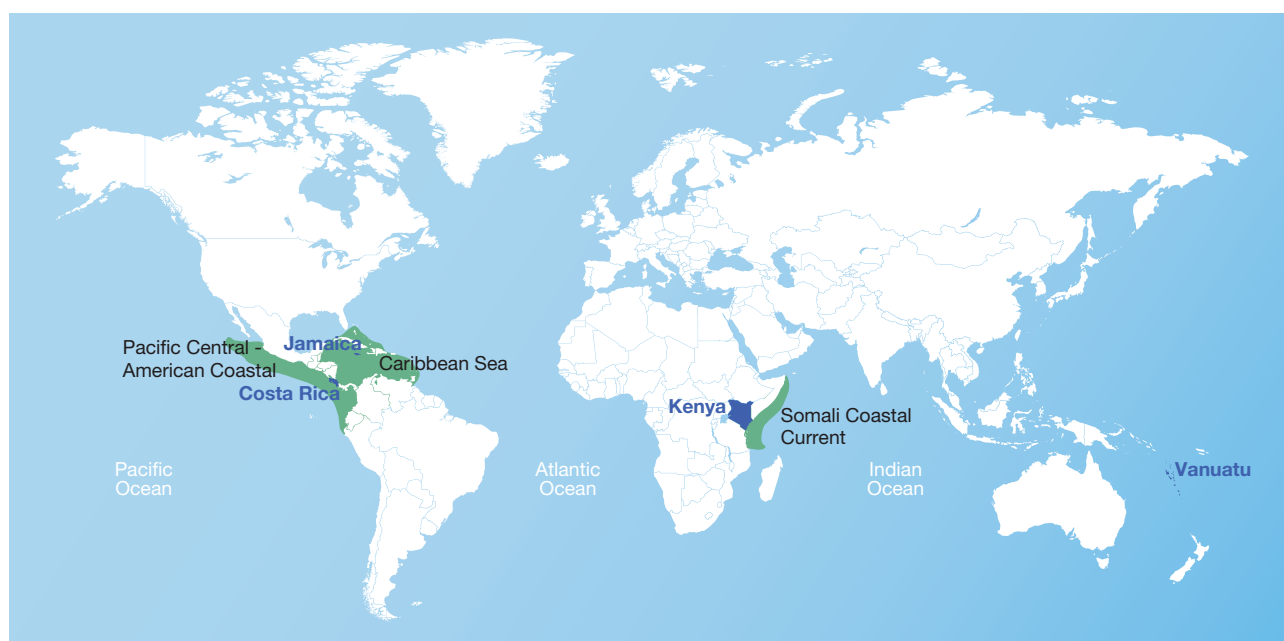 Jamaica
Pacific Central -
American Coastal
Caribbean Sea
Costa Rica
Kenya
Somali Coastal
Current
Pacific
Ocean
Atlantic
Ocean
Indian
Ocean
Vanuatu